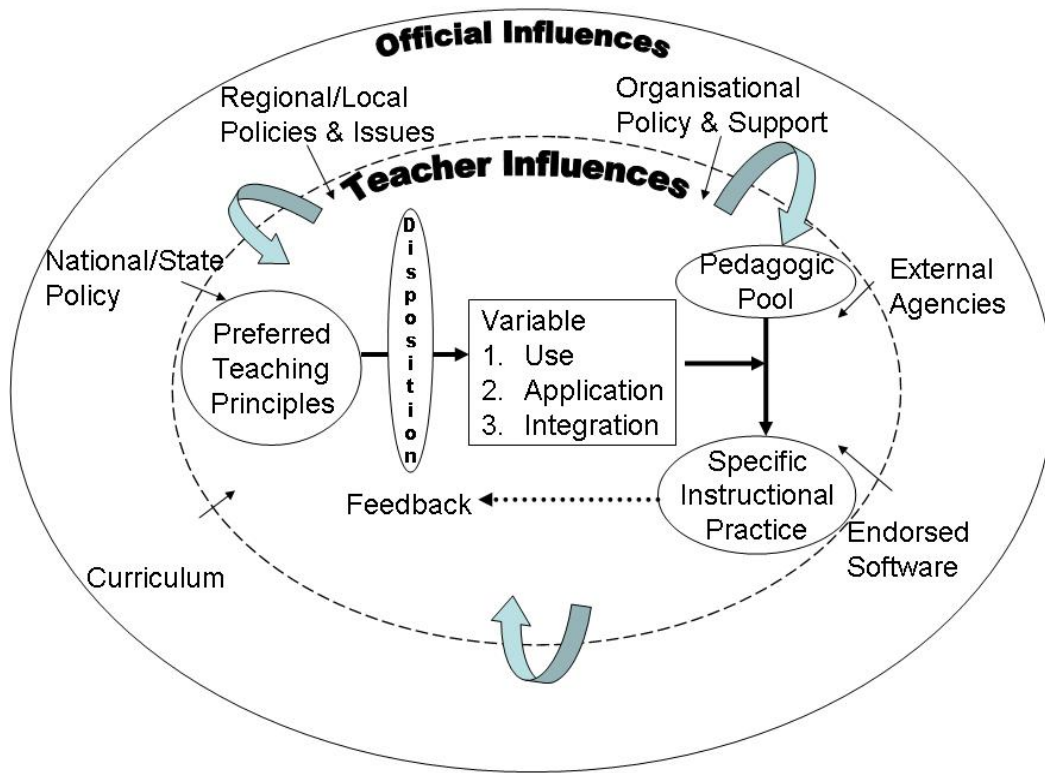 Official Influences
Regional/Local
Policies & Issues
Organisational
Policy & Support
Teacher Influences
National/State
Policy
Preferred
Teaching
Principles
Disposition
Variable
1. Use
2. Application
3. Integration
Pedagogic
Pool
External
Agencies
Feedback
Specific
Instructional
Practice
Curriculum
Endorsed
Software